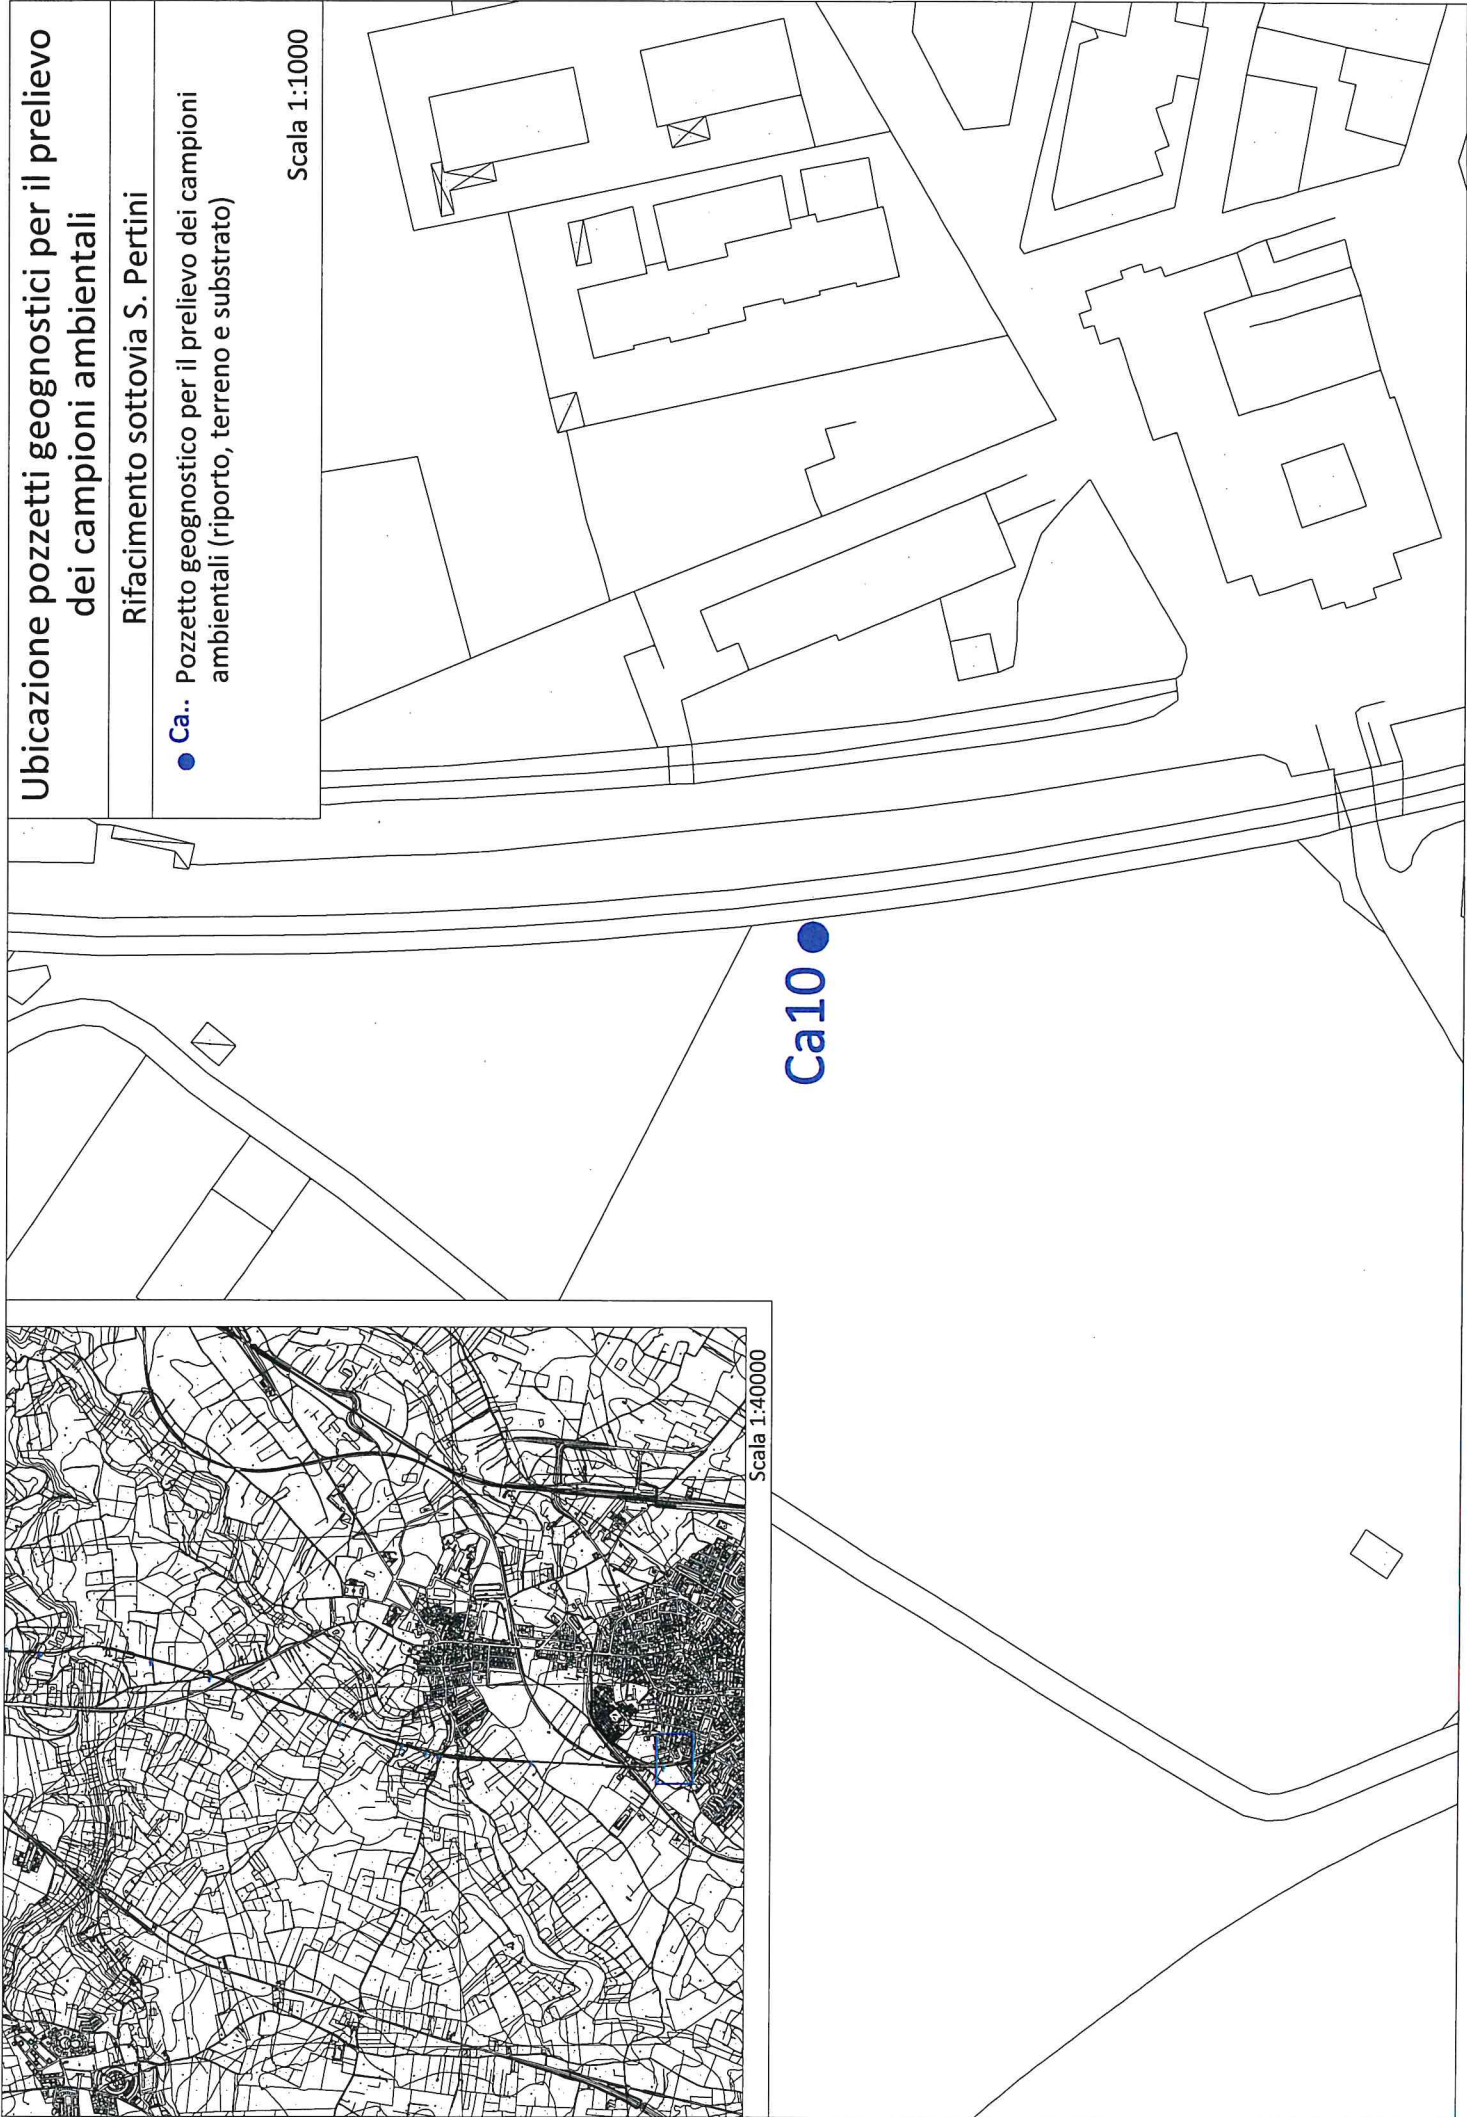 Ubicazione pozzetti geognostici per il prelievo
dei campioni ambientali
Rifacimento sottovia S. Pertini
Ca.. Pozzetto geognostico per il prelievo dei campioni
ambientali (riporto, terreno e substrato)
Scala 1:1000
Ca10
Scala 1:40000